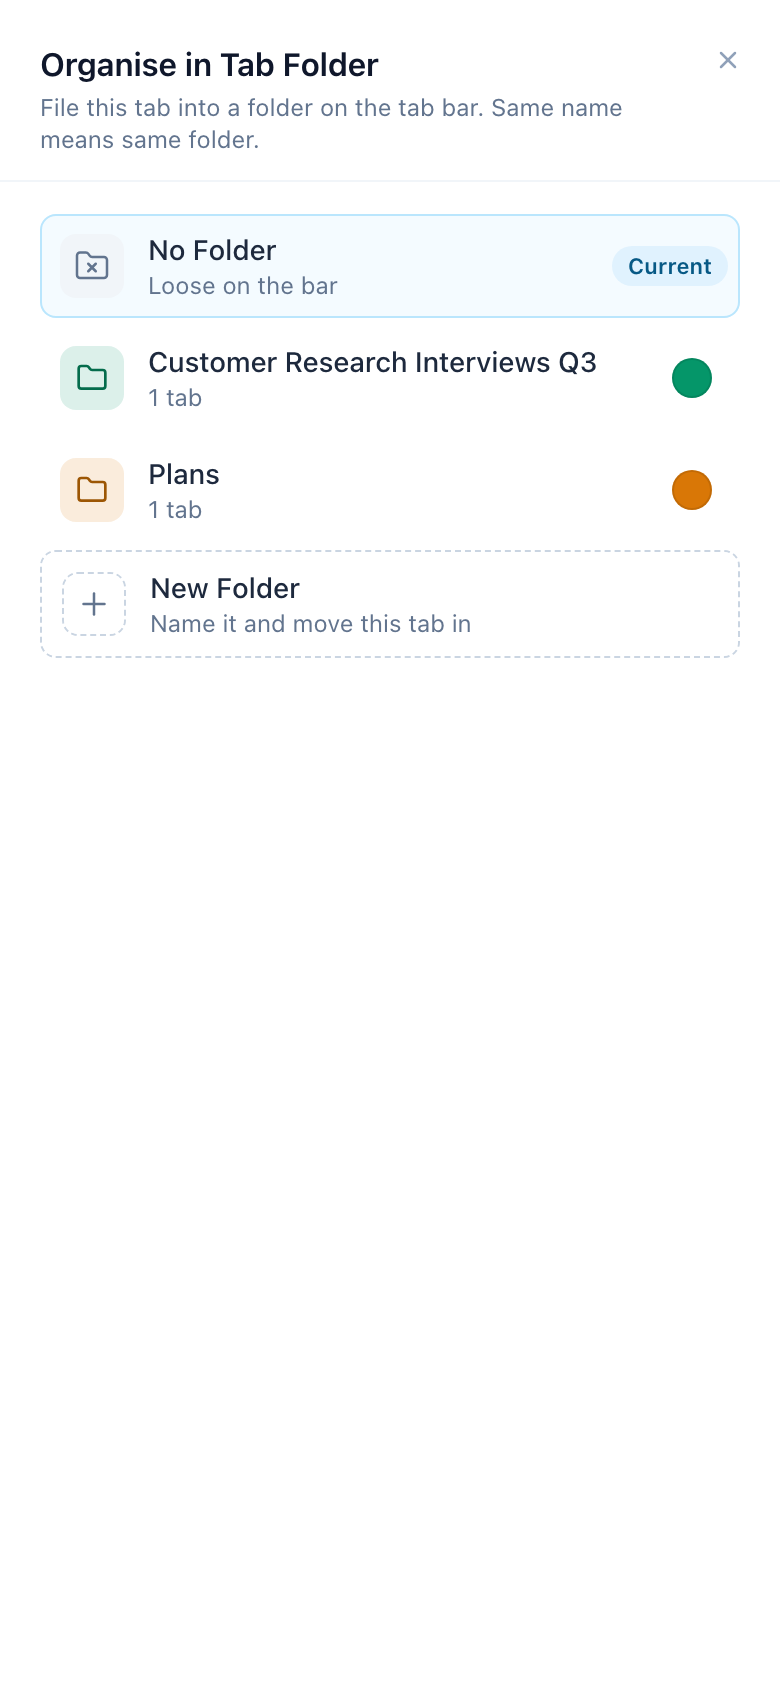 Organise in Tab Folder
File this tab into a folder on the tab bar. Same name
means same folder.
No Folder
Loose on the bar
Current
Customer Research Interviews Q3
1 tab
Plans
1 tab
New Folder
Name it and move this tab in